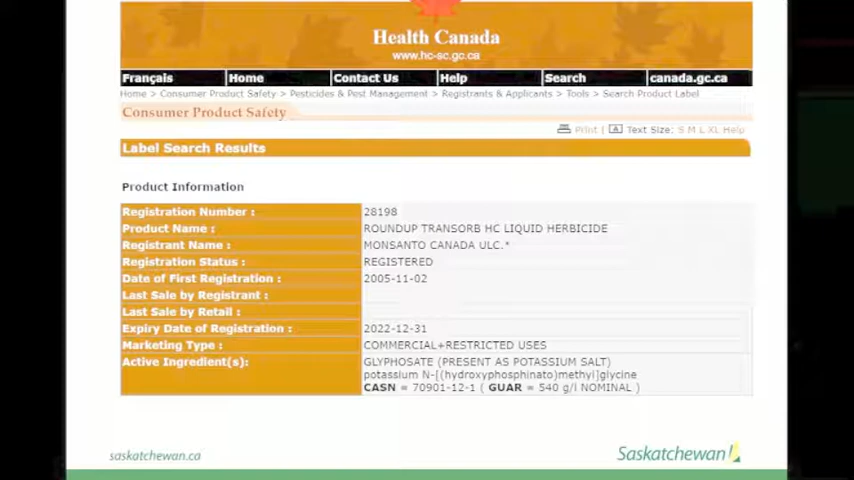 Health Canada
www.hc-sc.gc.ca
Français Home Contact Us Help Search canada.gc.ca
Home > Consumer Product Safety > Pesticides & Pest Management > Registrants & Applicants > Tools > Search Product Label
Consumer Product Safety
Print | A Text Size: S M L XL Help
Label Search Results
Product Information
Registration Number : 28198
Product Name : ROUNDUP TRANSORB HC LIQUID HERBICIDE
Registrant Name : MONSANTO CANADA ULC.*
Registration Status : REGISTERED
Date of First Registration : 2005-11-02
Last Sale by Registrant :
Last Sale by Retail :
Expiry Date of Registration : 2022-12-31
Marketing Type : COMMERCIAL+RESTRICTED USES
Active Ingredient(s): GLYPHOSATE (PRESENT AS POTASSIUM SALT)
potassium N-[(hydroxyphosphinato)methyl]glycine
CASN = 70901-12-1 ( GUAR = 540 g/l NOMINAL )
saskatchewan.ca Saskatchewan